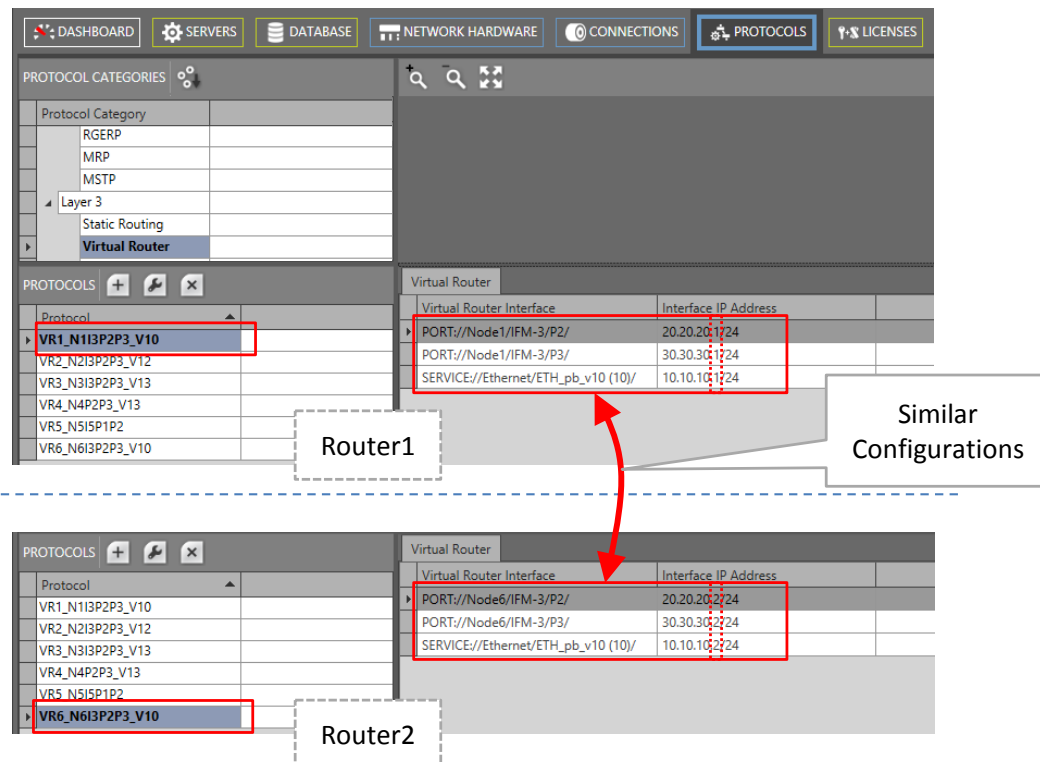 DASHBOARD SERVERS DATABASE NETWORK HARDWARE CONNECTIONS PROTOCOLS LICENSES
PROTOCOL CATEGORIES
Protocol Category
RGERP
MRP
MSTP
Layer 3
Static Routing
Virtual Router
PROTOCOLS
Protocol
VR1_N1I3P2P3_V10
VR2_N2I3P2P3_V12
VR3_N3I3P2P3_V13
VR4_N4P2P3_V13
VR5_N5I5P1P2
VR6_N6I3P2P3_V10
Virtual Router
Virtual Router Interface Interface IP Address
PORT://Node1/IFM-3/P2/ 20.20.20.1/24
PORT://Node1/IFM-3/P3/ 30.30.30.1/24
SERVICE://Ethernet/ETH_pb_v10 (10)/ 10.10.10.1/24
Router1
Similar
Configurations
PROTOCOLS
Protocol
VR1_N1I3P2P3_V10
VR2_N2I3P2P3_V12
VR3_N3I3P2P3_V13
VR4_N4P2P3_V13
VR5_N5I5P1P2
VR6_N6I3P2P3_V10
Virtual Router
Virtual Router Interface Interface IP Address
PORT://Node6/IFM-3/P2/ 20.20.20.2/24
PORT://Node6/IFM-3/P3/ 30.30.30.2/24
SERVICE://Ethernet/ETH_pb_v10 (10)/ 10.10.10.2/24
Router2